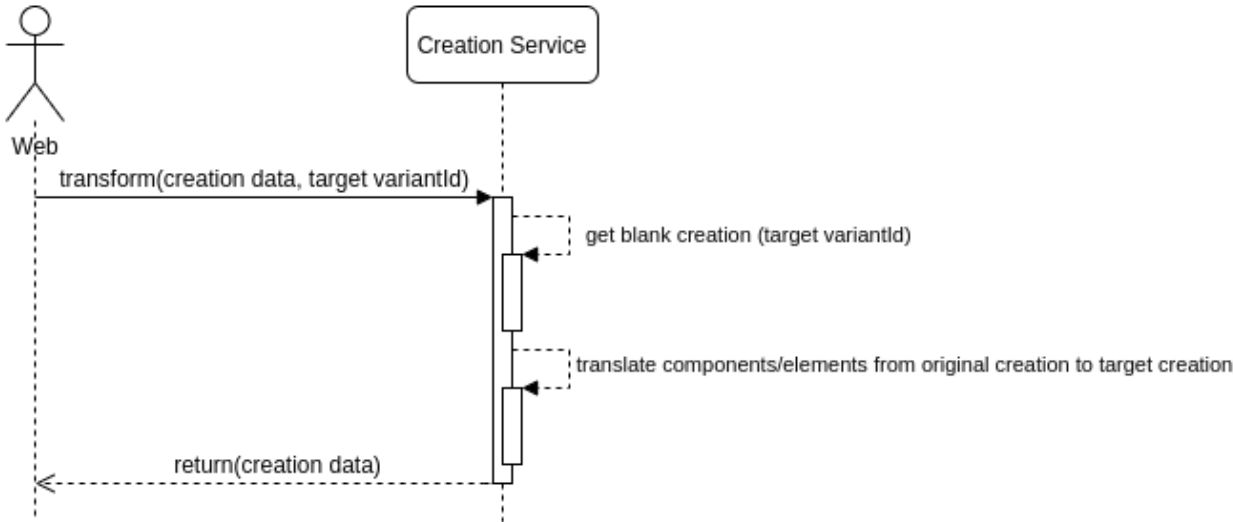 Creation Service
Web
transform(creation data, target variantId)
get blank creation (target variantId)
translate components/elements from original creation to target creation
return(creation data)